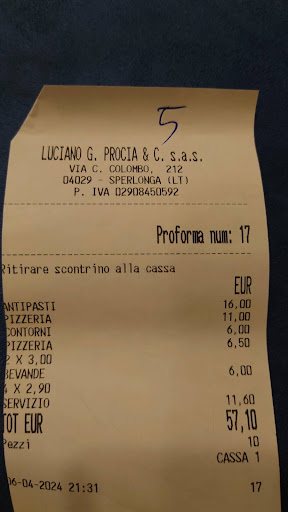 5
LUCIANO G. PROCIA & C. s.a.s.
VIA C. COLOMBO, 212
04029 - SPERLONGA (LT)
P. IVA 02908450592
Proforma num: 17
Ritirare scontrino alla cassa
EUR
ANTIPASTI 16,00
PIZZERIA 11,00
CONTORNI 6,00
PIZZERIA 6,50
2 X 3,00
BEVANDE 6,00
4 X 2,90
SERVIZIO 11,60
TOT EUR 57,10
Pezzi 10
CASSA 1
06-04-2024 21:31 17